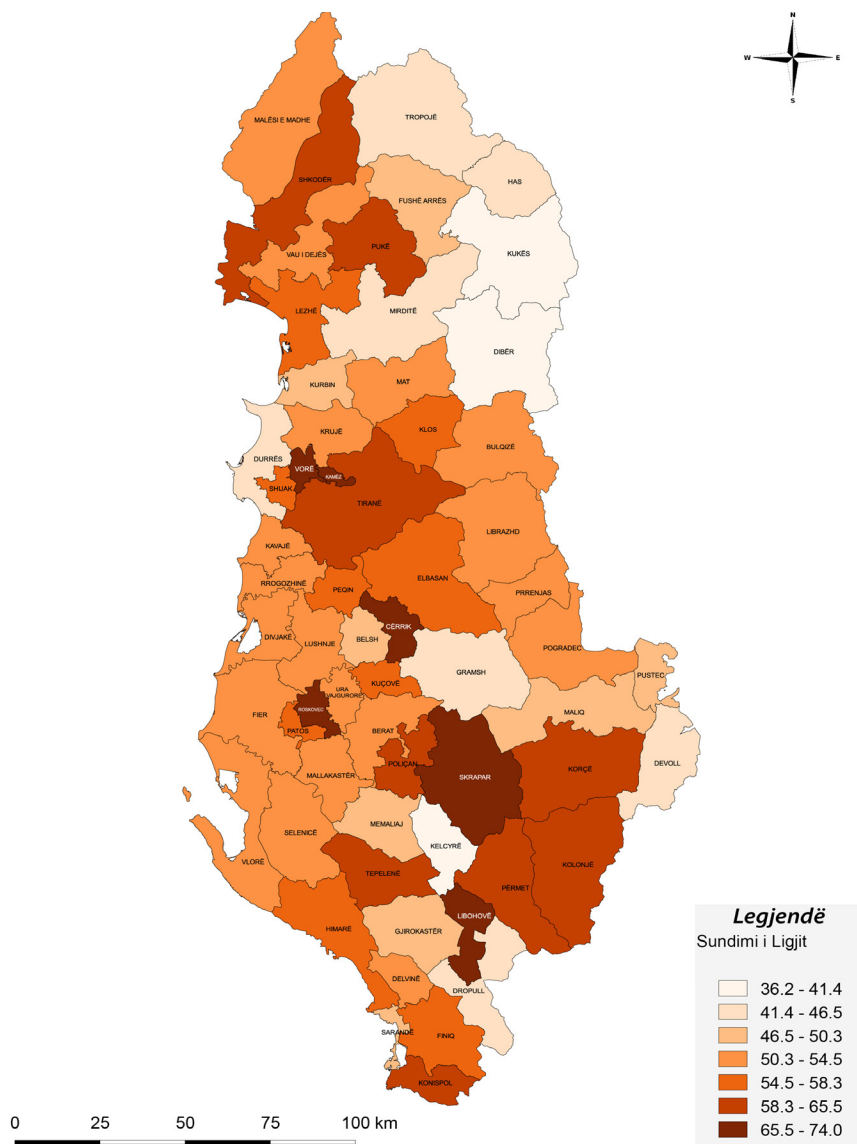 N
W E
S
MALËSI E MADHE
TROPOJË
SHKODËR
HAS
FUSHË ARRËS
PUKË
VAU I DEJËS
KUKËS
LEZHË
MIRDITË
DIBËR
KURBIN
MAT
KRUJË
KLOS
BULQIZË
DURRËS
VORË
KAMËZ
SHIJAK
TIRANË
LIBRAZHD
KAVAJË
ELBASAN
RROGOZHINË
PEQIN
PRRENJAS
CËRRIK
DIVJAKË
LUSHNJE
BELSH
POGRADEC
GRAMSH
PUSTEC
KUÇOVË
URA
VAJGURORE
ROSKOVEC
FIER
PATOS
BERAT
MALIQ
POLIÇAN
DEVOLL
MALLAKASTËR
SKRAPAR
KORÇË
MEMALIAJ
SELENICË
KELCYRË
VLORË
KOLONJË
TEPELENË
PËRMET
LIBOHOVË
HIMARË
GJIROKASTËR
DELVINË
DROPULL
SARANDË
FINIQ
KONISPOL
Legjendë
Sundimi i Ligjit
36.2 - 41.4
41.4 - 46.5
46.5 - 50.3
50.3 - 54.5
54.5 - 58.3
58.3 - 65.5
65.5 - 74.0
0 25 50 75 100 km